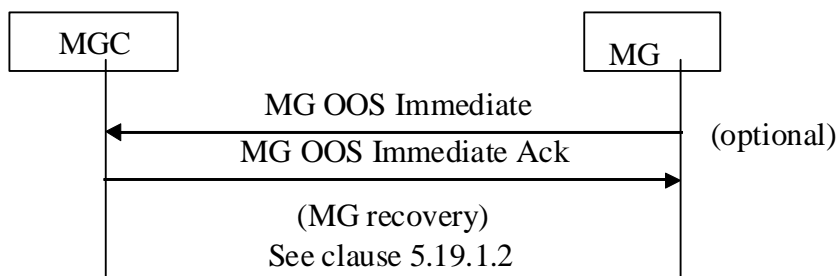 MGC
MG
MG OOS Immediate
(optional)
MG OOS Immediate Ack
(MG recovery)
See clause 5.19.1.2